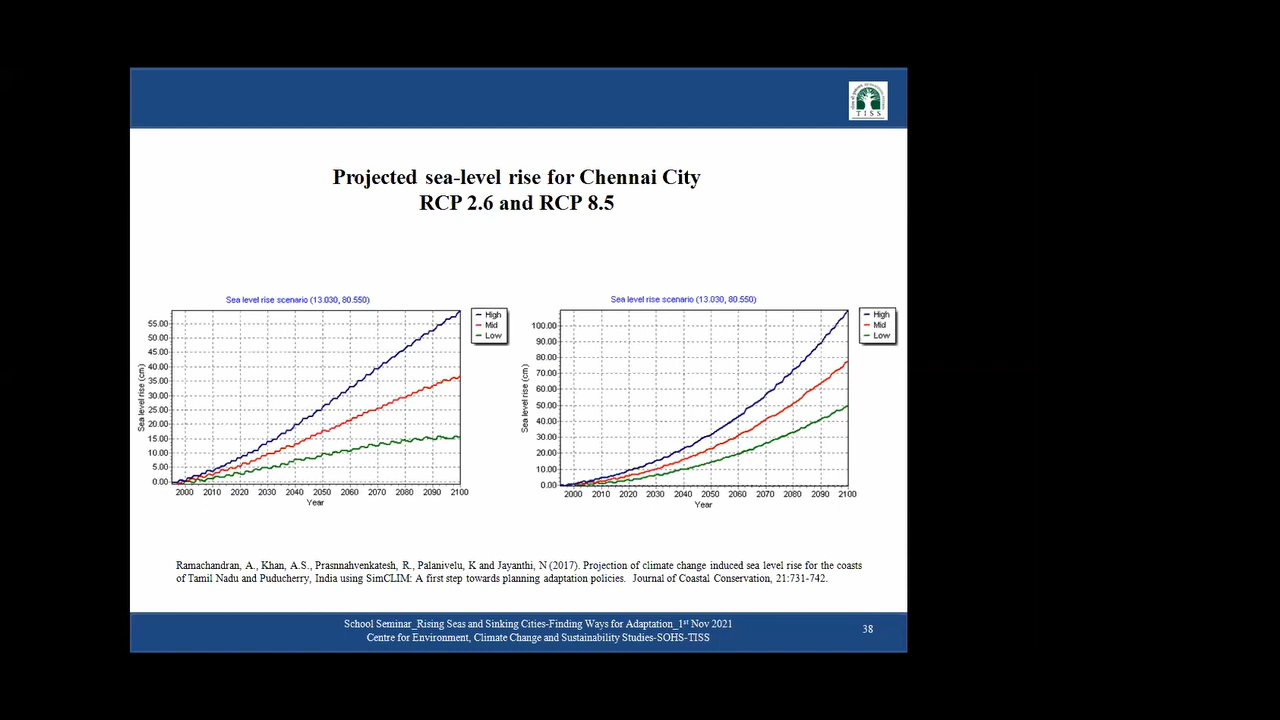 TISS
Projected sea-level rise for Chennai City
RCP 2.6 and RCP 8.5
Sea level rise scenario (13.030, 80.550)
High
Mid
Low
55.00
50.00
45.00
40.00
35.00
30.00
25.00
20.00
15.00
10.00
5.00
0.00
Sea level rise (cm)
2000 2010 2020 2030 2040 2050 2060 2070 2080 2090 2100
Year
Sea level rise scenario (13.030, 80.550)
High
Mid
Low
100.00
90.00
80.00
70.00
60.00
50.00
40.00
30.00
20.00
10.00
0.00
Sea level rise (cm)
2000 2010 2020 2030 2040 2050 2060 2070 2080 2090 2100
Year
Ramachandran, A., Khan, A.S., Prasnnahvenkatesh, R., Palanivelu, K and Jayanthi, N (2017). Projection of climate change induced sea level rise for the coasts
of Tamil Nadu and Puducherry, India using SimCLIM: A first step towards planning adaptation policies. Journal of Coastal Conservation, 21:731-742.
School Seminar_Rising Seas and Sinking Cities-Finding Ways for Adaptation_1st Nov 2021
Centre for Environment, Climate Change and Sustainability Studies-SOHS-TISS
38